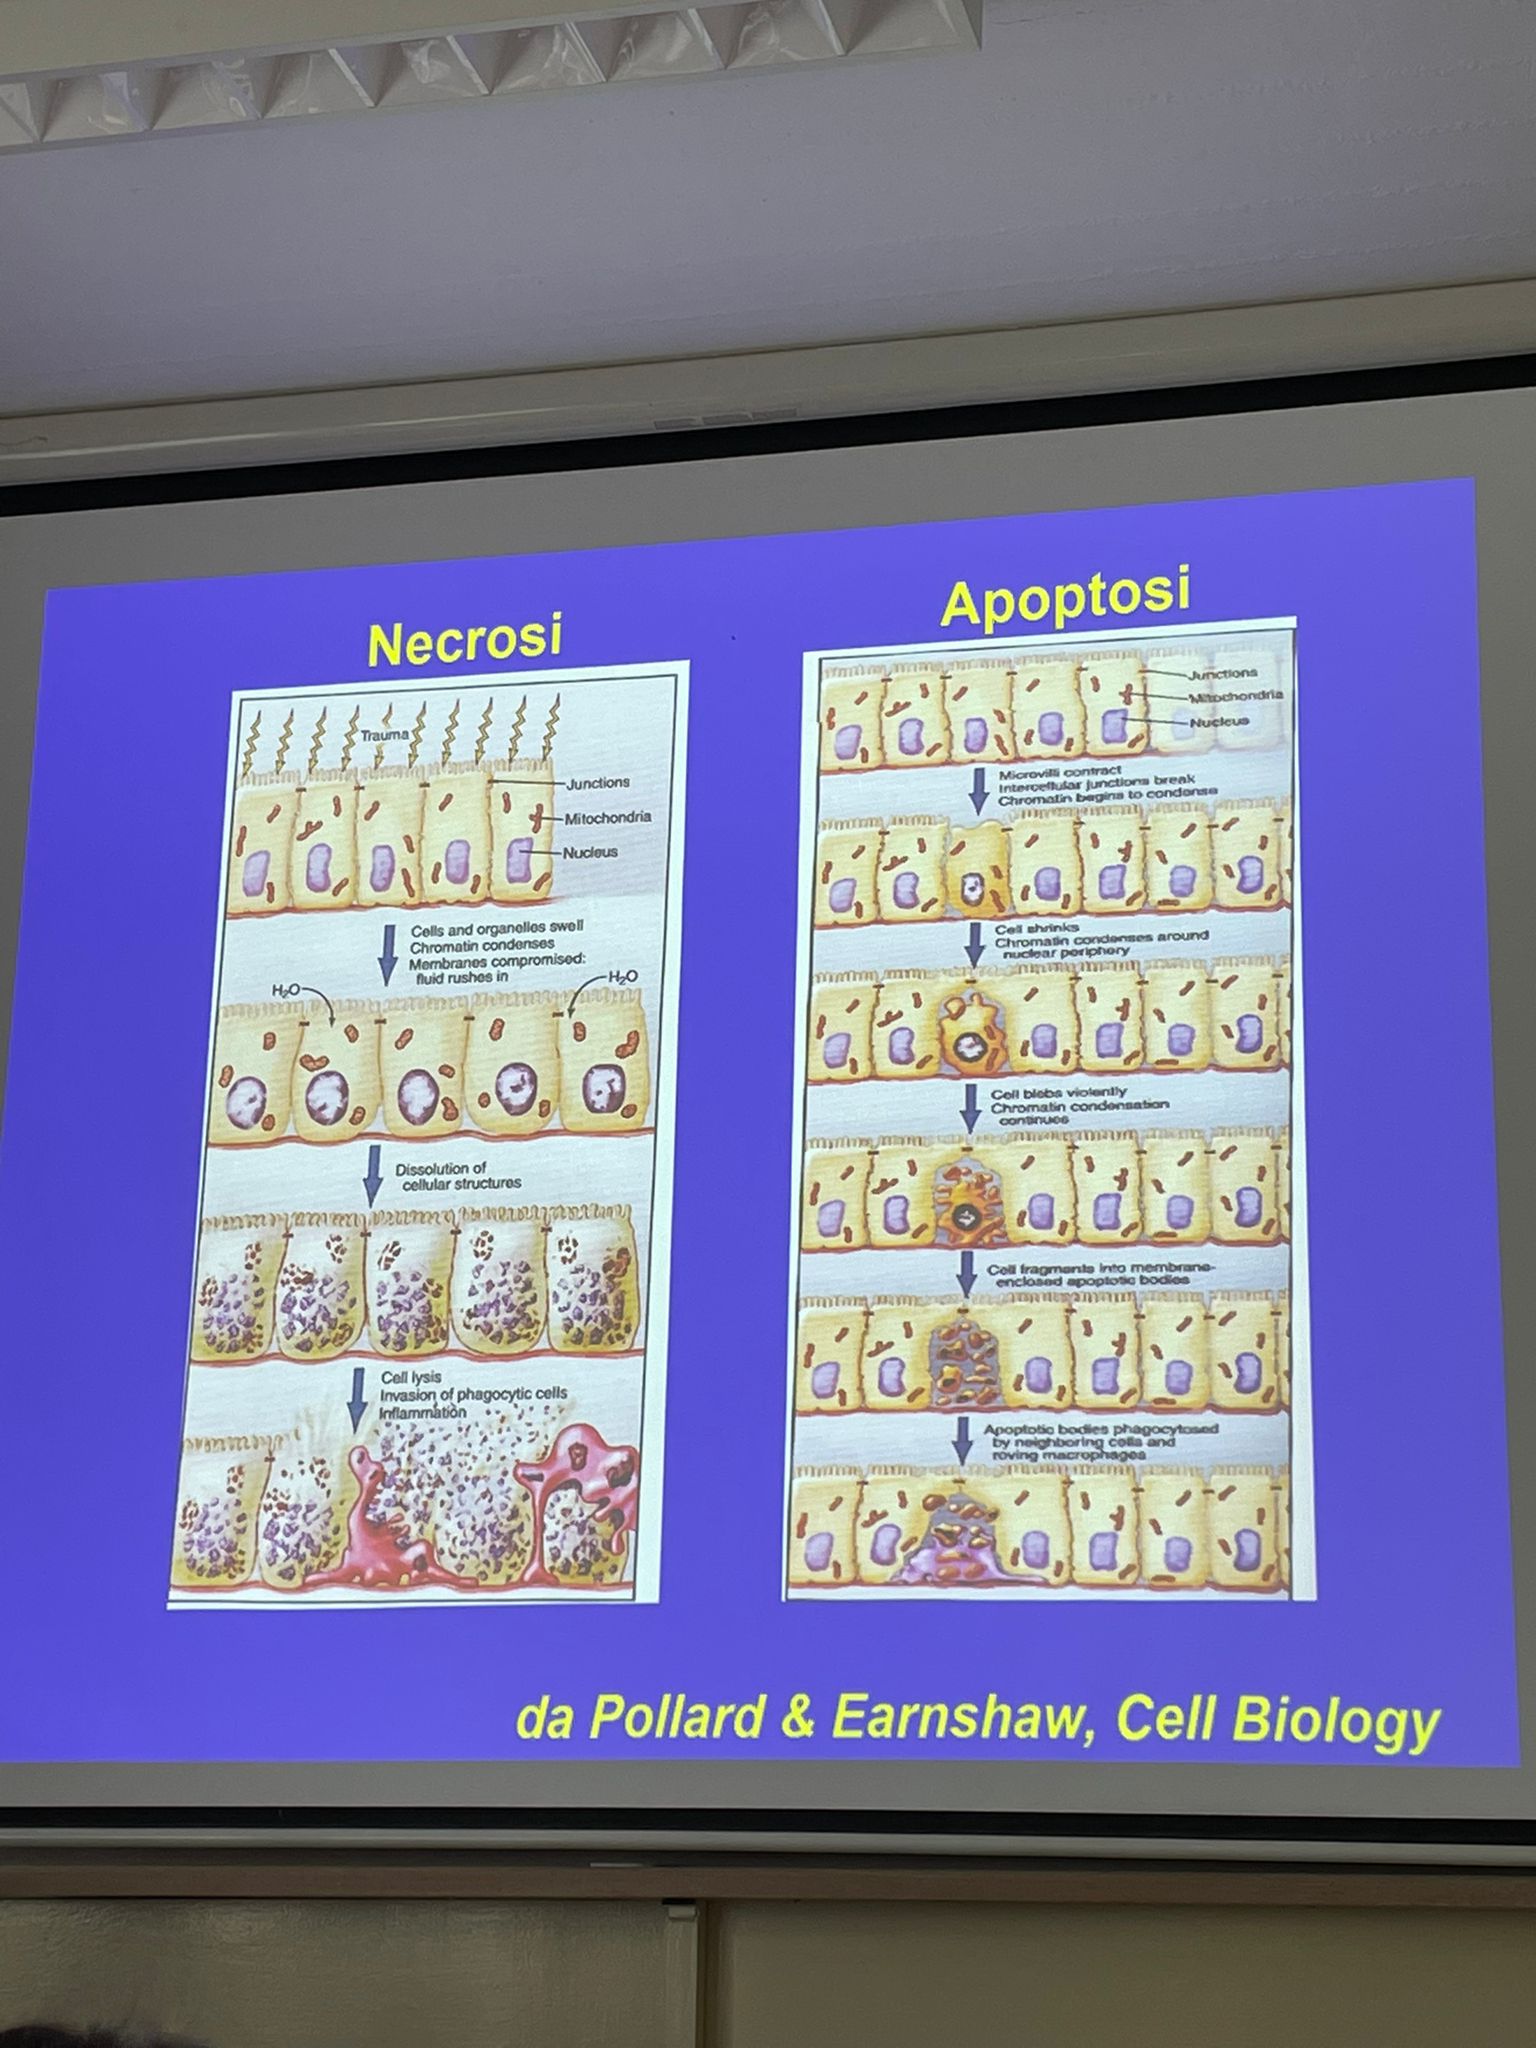 Necrosi
Trauma
Junctions
Mitochondria
Nucleus
Cells and organelles swell
Chromatin condenses
Membranes compromised:
fluid rushes in
H₂O
H₂O
Dissolution of
cellular structures
Cell lysis
Invasion of phagocytic cells
Inflammation
Apoptosi
Junctions
Mitochondria
Nucleus
Microvilli contract
Intercellular junctions break
Chromatin begins to condense
Cell shrinks
Chromatin condenses around
nuclear periphery
Cell blebs violently
Chromatin condensation
continues
Cell fragments into membrane-
enclosed apoptotic bodies
Apoptotic bodies phagocytosed
by neighboring cells and
roving macrophages
da Pollard & Earnshaw, Cell Biology